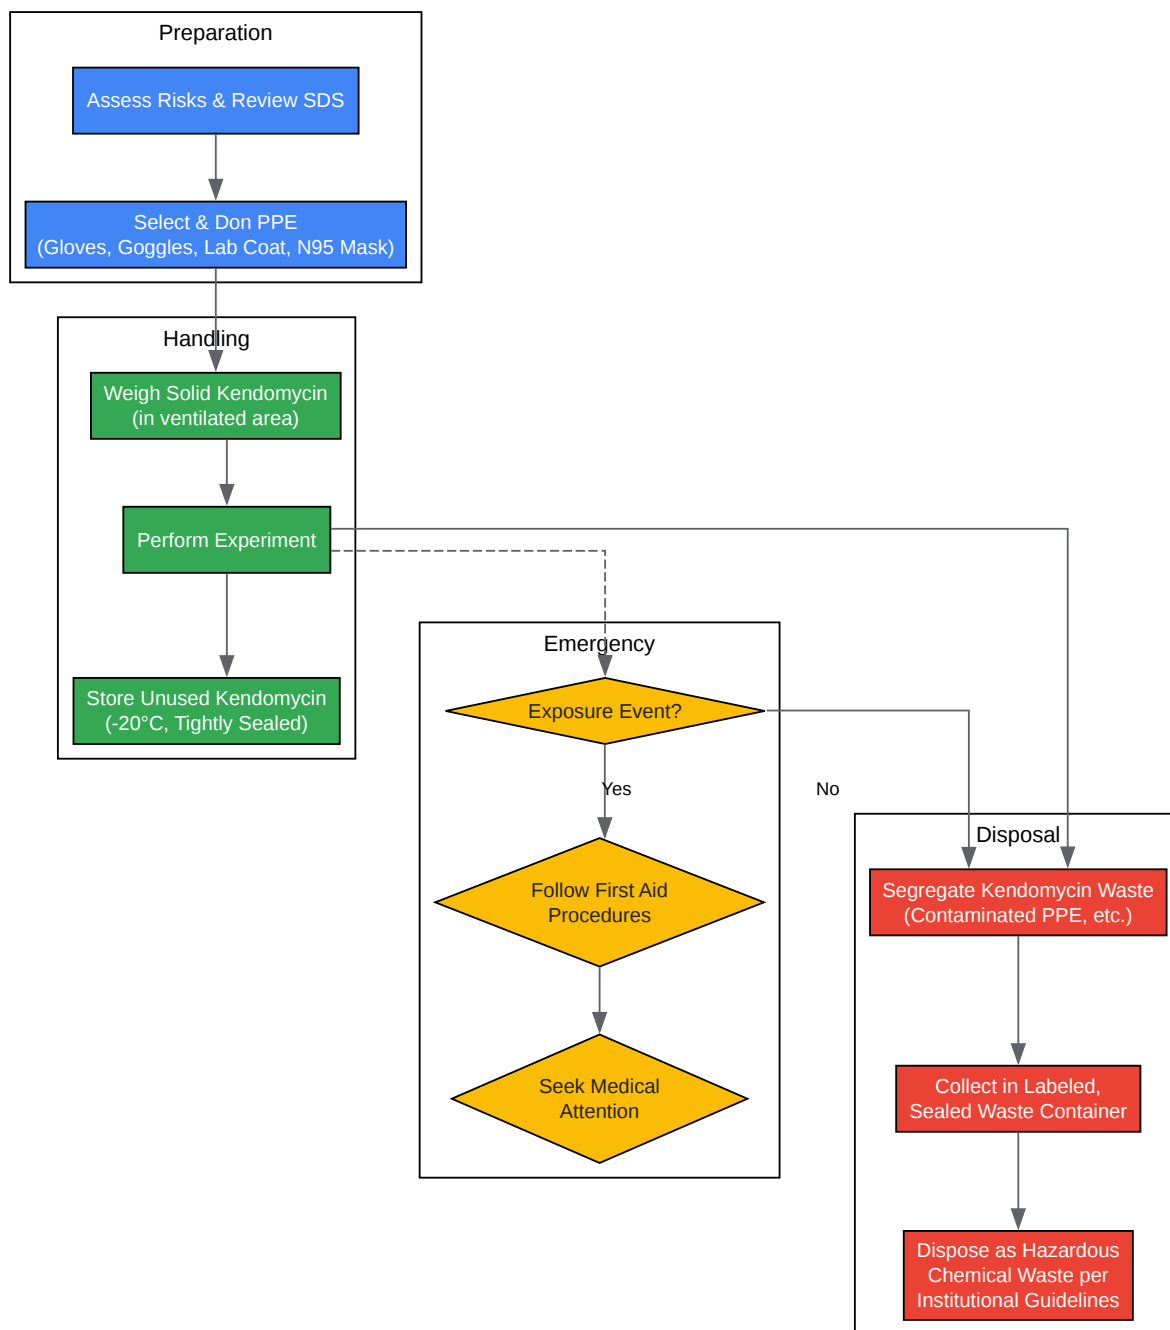 Preparation
Assess Risks & Review SDS
Select & Don PPE
(Gloves, Goggles, Lab Coat, N95 Mask)
Handling
Weigh Solid Kendomycin
(in ventilated area)
Perform Experiment
Store Unused Kendomycin
(-20°C, Tightly Sealed)
Emergency
Exposure Event?
Yes
No
Follow First Aid
Procedures
Seek Medical
Attention
Disposal
Segregate Kendomycin Waste
(Contaminated PPE, etc.)
Collect in Labeled,
Sealed Waste Container
Dispose as Hazardous
Chemical Waste per
Institutional Guidelines